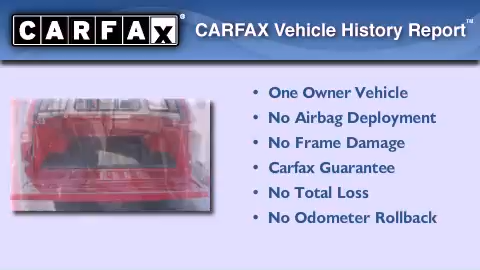 CARFAX® CARFAX Vehicle History Report™
• One Owner Vehicle
• No Airbag Deployment
• No Frame Damage
• Carfax Guarantee
• No Total Loss
• No Odometer Rollback